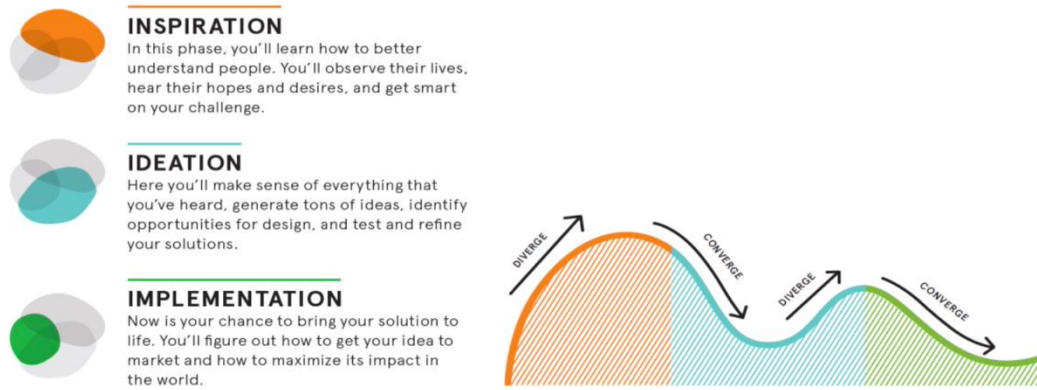 INSPIRATION
In this phase, you'll learn how to better
understand people. You'll observe their lives,
hear their hopes and desires, and get smart
on your challenge.
IDEATION
Here you'll make sense of everything that
you've heard, generate tons of ideas, identify
opportunities for design, and test and refine
your solutions.
IMPLEMENTATION
Now is your chance to bring your solution to
life. You'll figure out how to get your idea to
market and how to maximize its impact in
the world.
DIVERGE
CONVERGE
DIVERGE
CONVERGE